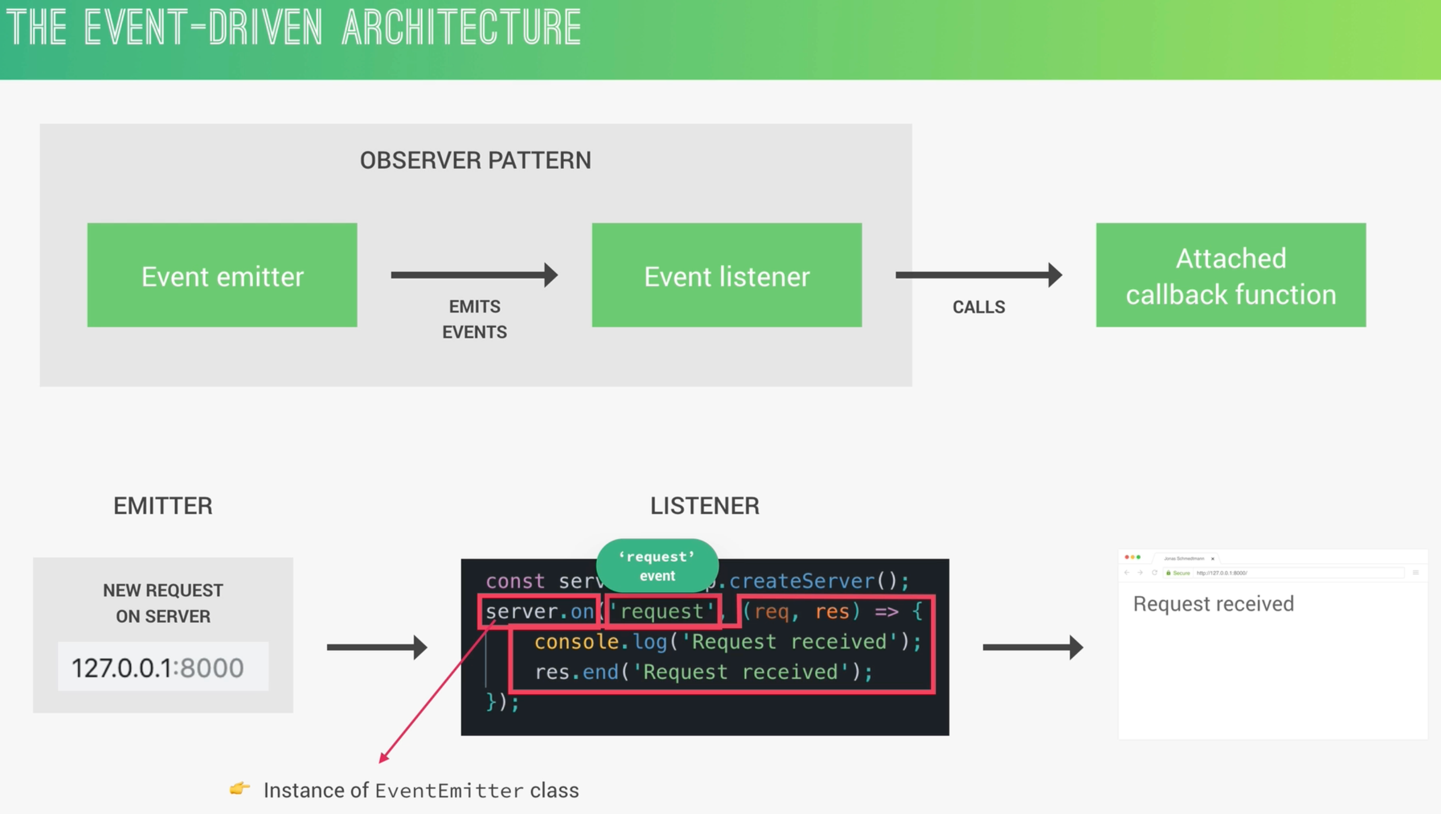 THE EVENT-DRIVEN ARCHITECTURE
OBSERVER PATTERN
Event emitter
EMITS
EVENTS
Event listener
CALLS
Attached
callback function
EMITTER
NEW REQUEST
ON SERVER
127.0.0.1:8000
LISTENER
‘request’
event
const serv p.createServer();
server.on('request', (req, res) => {
console.log('Request received');
res.end('Request received');
});
Jonas Schmedtmann
Secure http://127.0.0.1:8000/
Request received
👉 Instance of EventEmitter class